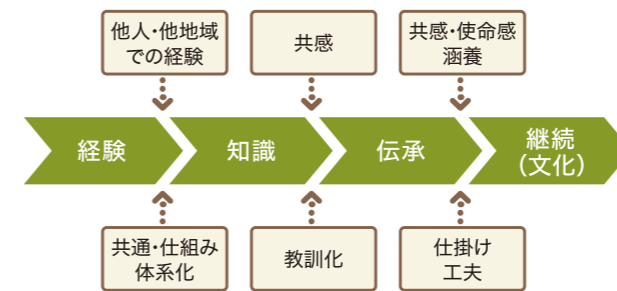 他人・他地域
での経験
共感
共感・使命感
涵養
経験
知識
伝承
継続
（文化）
共通・仕組み
体系化
教訓化
仕掛け
工夫